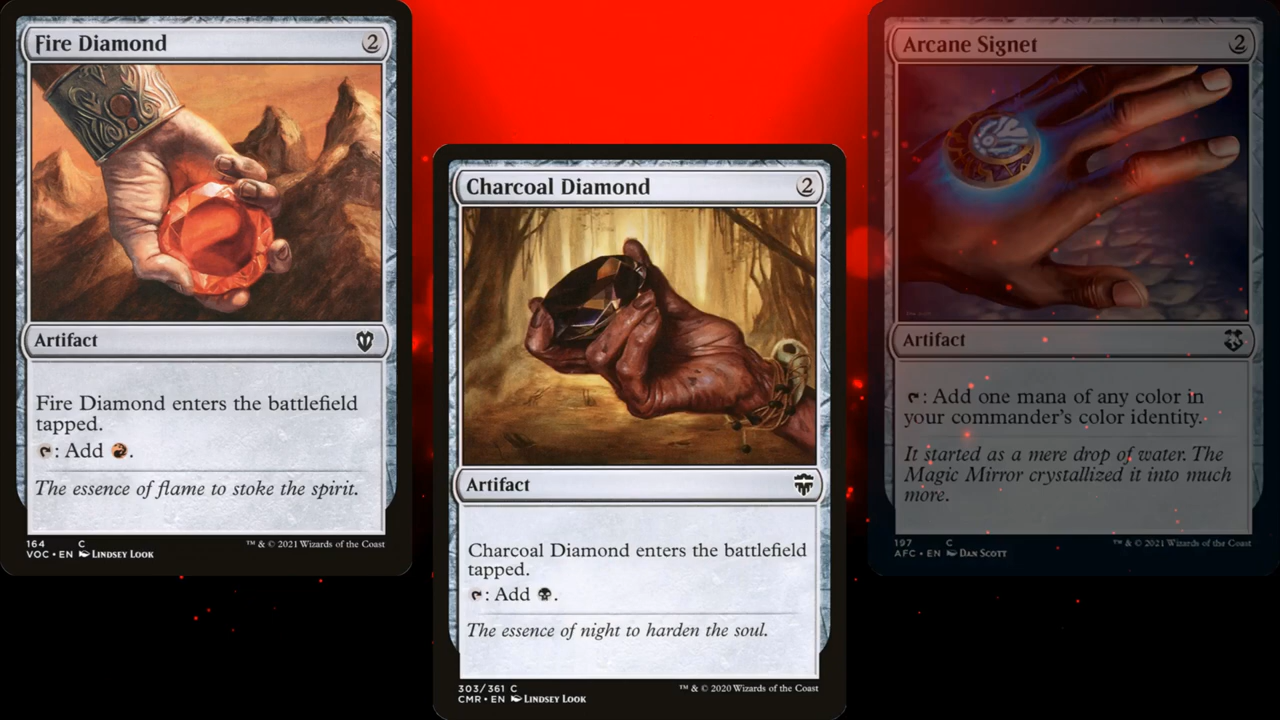 Fire Diamond 2
Artifact
Fire Diamond enters the battlefield
tapped.
: Add .
The essence of flame to stoke the spirit.
164 C
VOC • EN LINDSEY LOOK
™ & © 2021 Wizards of the Coast
Charcoal Diamond 2
Artifact
Charcoal Diamond enters the battlefield
tapped.
: Add .
The essence of night to harden the soul.
303/361 C
CMR • EN LINDSEY LOOK
™ & © 2020 Wizards of the Coast
Arcane Signet 2
Artifact
: Add one mana of any color in
your commander's color identity.
It started as a mere drop of water. The
Magic Mirror crystallized it into much
more.
197 C
AFC • EN DAN SCOTT
™ & © 2021 Wizards of the Coast